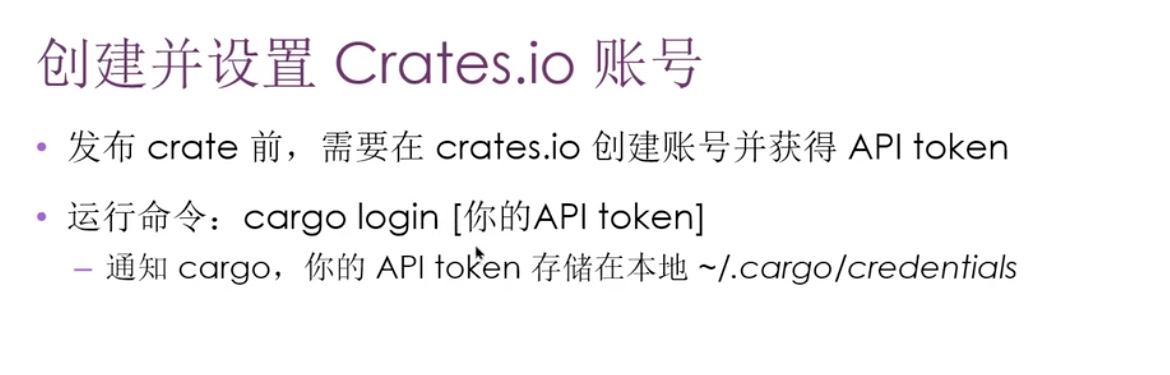 创建并设置 Crates.io 账号
• 发布 crate 前，需要在 crates.io 创建账号并获得 API token
• 运行命令：cargo login [你的API token]
– 通知 cargo，你的 API token 存储在本地 ~/.cargo/credentials